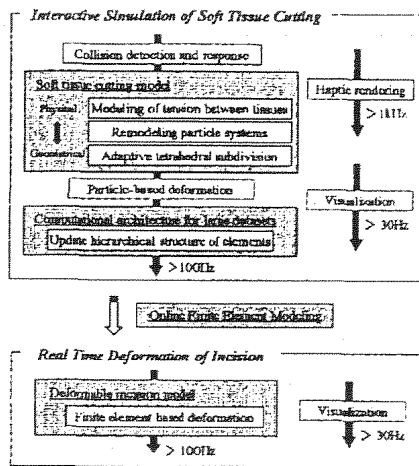 Interactive Simulation of Soft Tissue Cutting
Collision detection and response
Soft tissue cutting model
Physical
Modeling of tension between tissues
Remodeling particle systems
Geometrical
Adaptive tetrahedral subdivision
Particle-based deformation
Computational architecture for large datasets
Update hierarchical structure of elements
> 100Hz
Haptic rendering
> 1kHz
Visualization
> 30Hz
Online Finite Element Modeling
Real Time Deformation of Incision
Deformable incision model
Finite element based deformation
> 100Hz
Visualization
> 30Hz